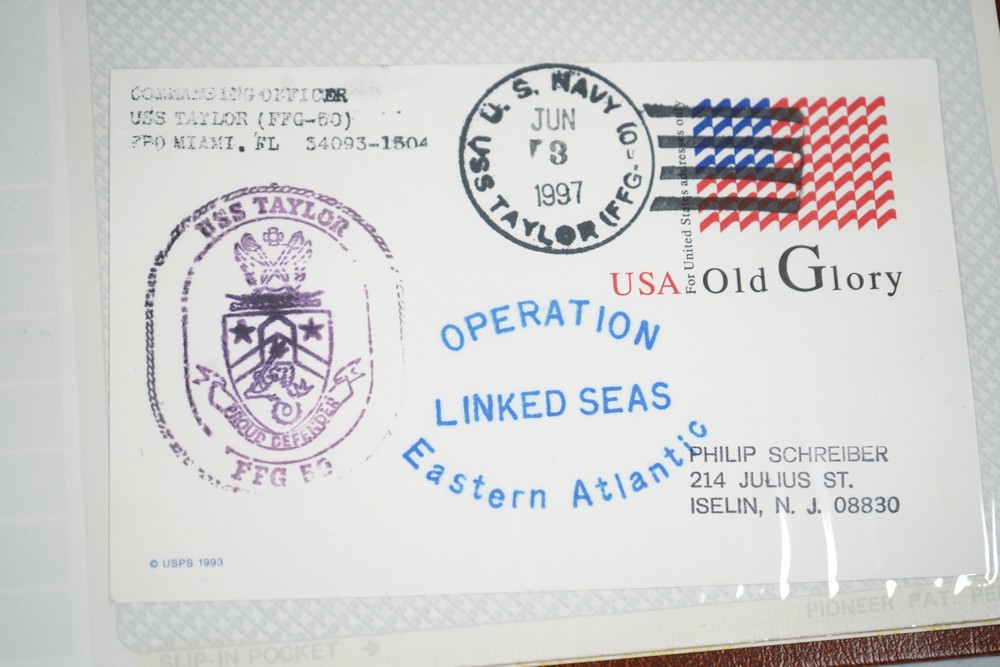 COMMANDING OFFICER
USS TAYLOR (FFG-50)
FPO MIAMI, FL 34093-1504
U. S. NAVY
JUN
3
1997
USS TAYLOR (FFG-
For United States addresses only
USA Old Glory
USS TAYLOR
PROUD DEFENDER
FFG 50
OPERATION
LINKED SEAS
Eastern Atlantic
PHILIP SCHREIBER
214 JULIUS ST.
ISELIN, N. J. 08830
© USPS 1993
PIONEER PAT. PE
SLIP-IN POCKET